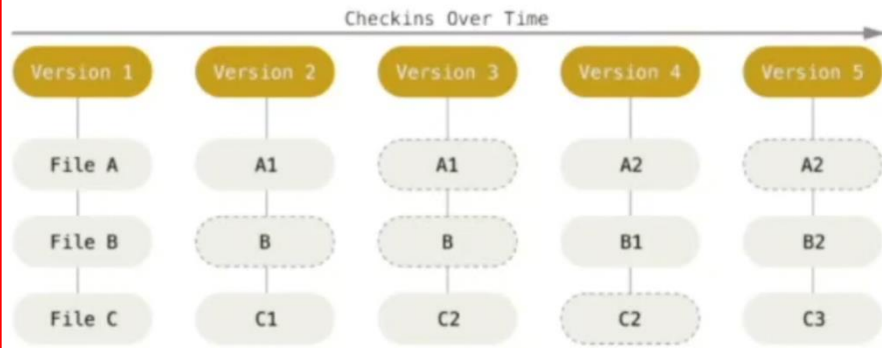 Checkins Over Time
Version 1 Version 2 Version 3 Version 4 Version 5
File A A1 A1 A2 A2
File B B B B1 B2
File C C1 C2 C2 C3